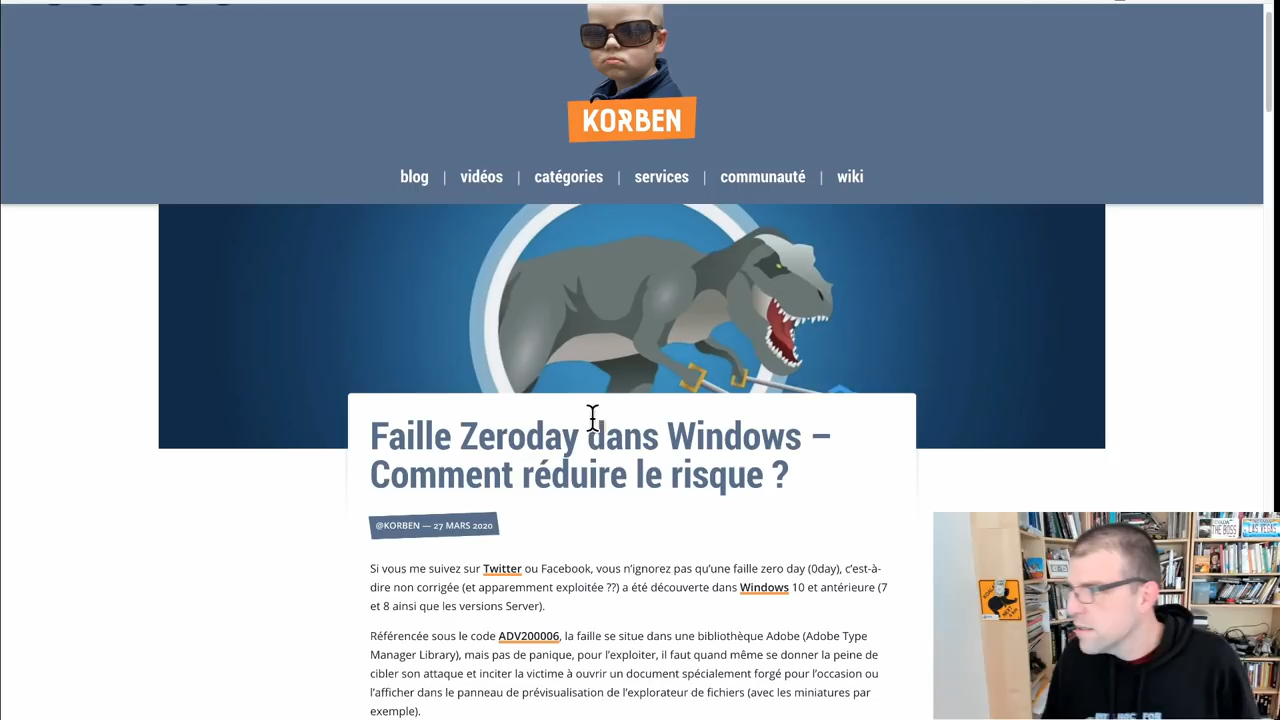 KORBEN
blog | vidéos | catégories | services | communauté | wiki
Faille Zeroday dans Windows –
Comment réduire le risque ?
@KORBEN — 27 MARS 2020
Si vous me suivez sur Twitter ou Facebook, vous n’ignorez pas qu’une faille zero day (0day), c’est-à-
dire non corrigée (et apparemment exploitée ??) a été découverte dans Windows 10 et antérieure (7
et 8 ainsi que les versions Server).
Référencée sous le code ADV200006, la faille se situe dans une bibliothèque Adobe (Adobe Type
Manager Library), mais pas de panique, pour l’exploiter, il faut quand même se donner la peine de
cibler son attaque et inciter la victime à ouvrir un document spécialement forgé pour l’occasion ou
l’afficher dans le panneau de prévisualisation de l’explorateur de fichiers (avec les miniatures par
exemple).
THE BOSS
LAS VEGAS